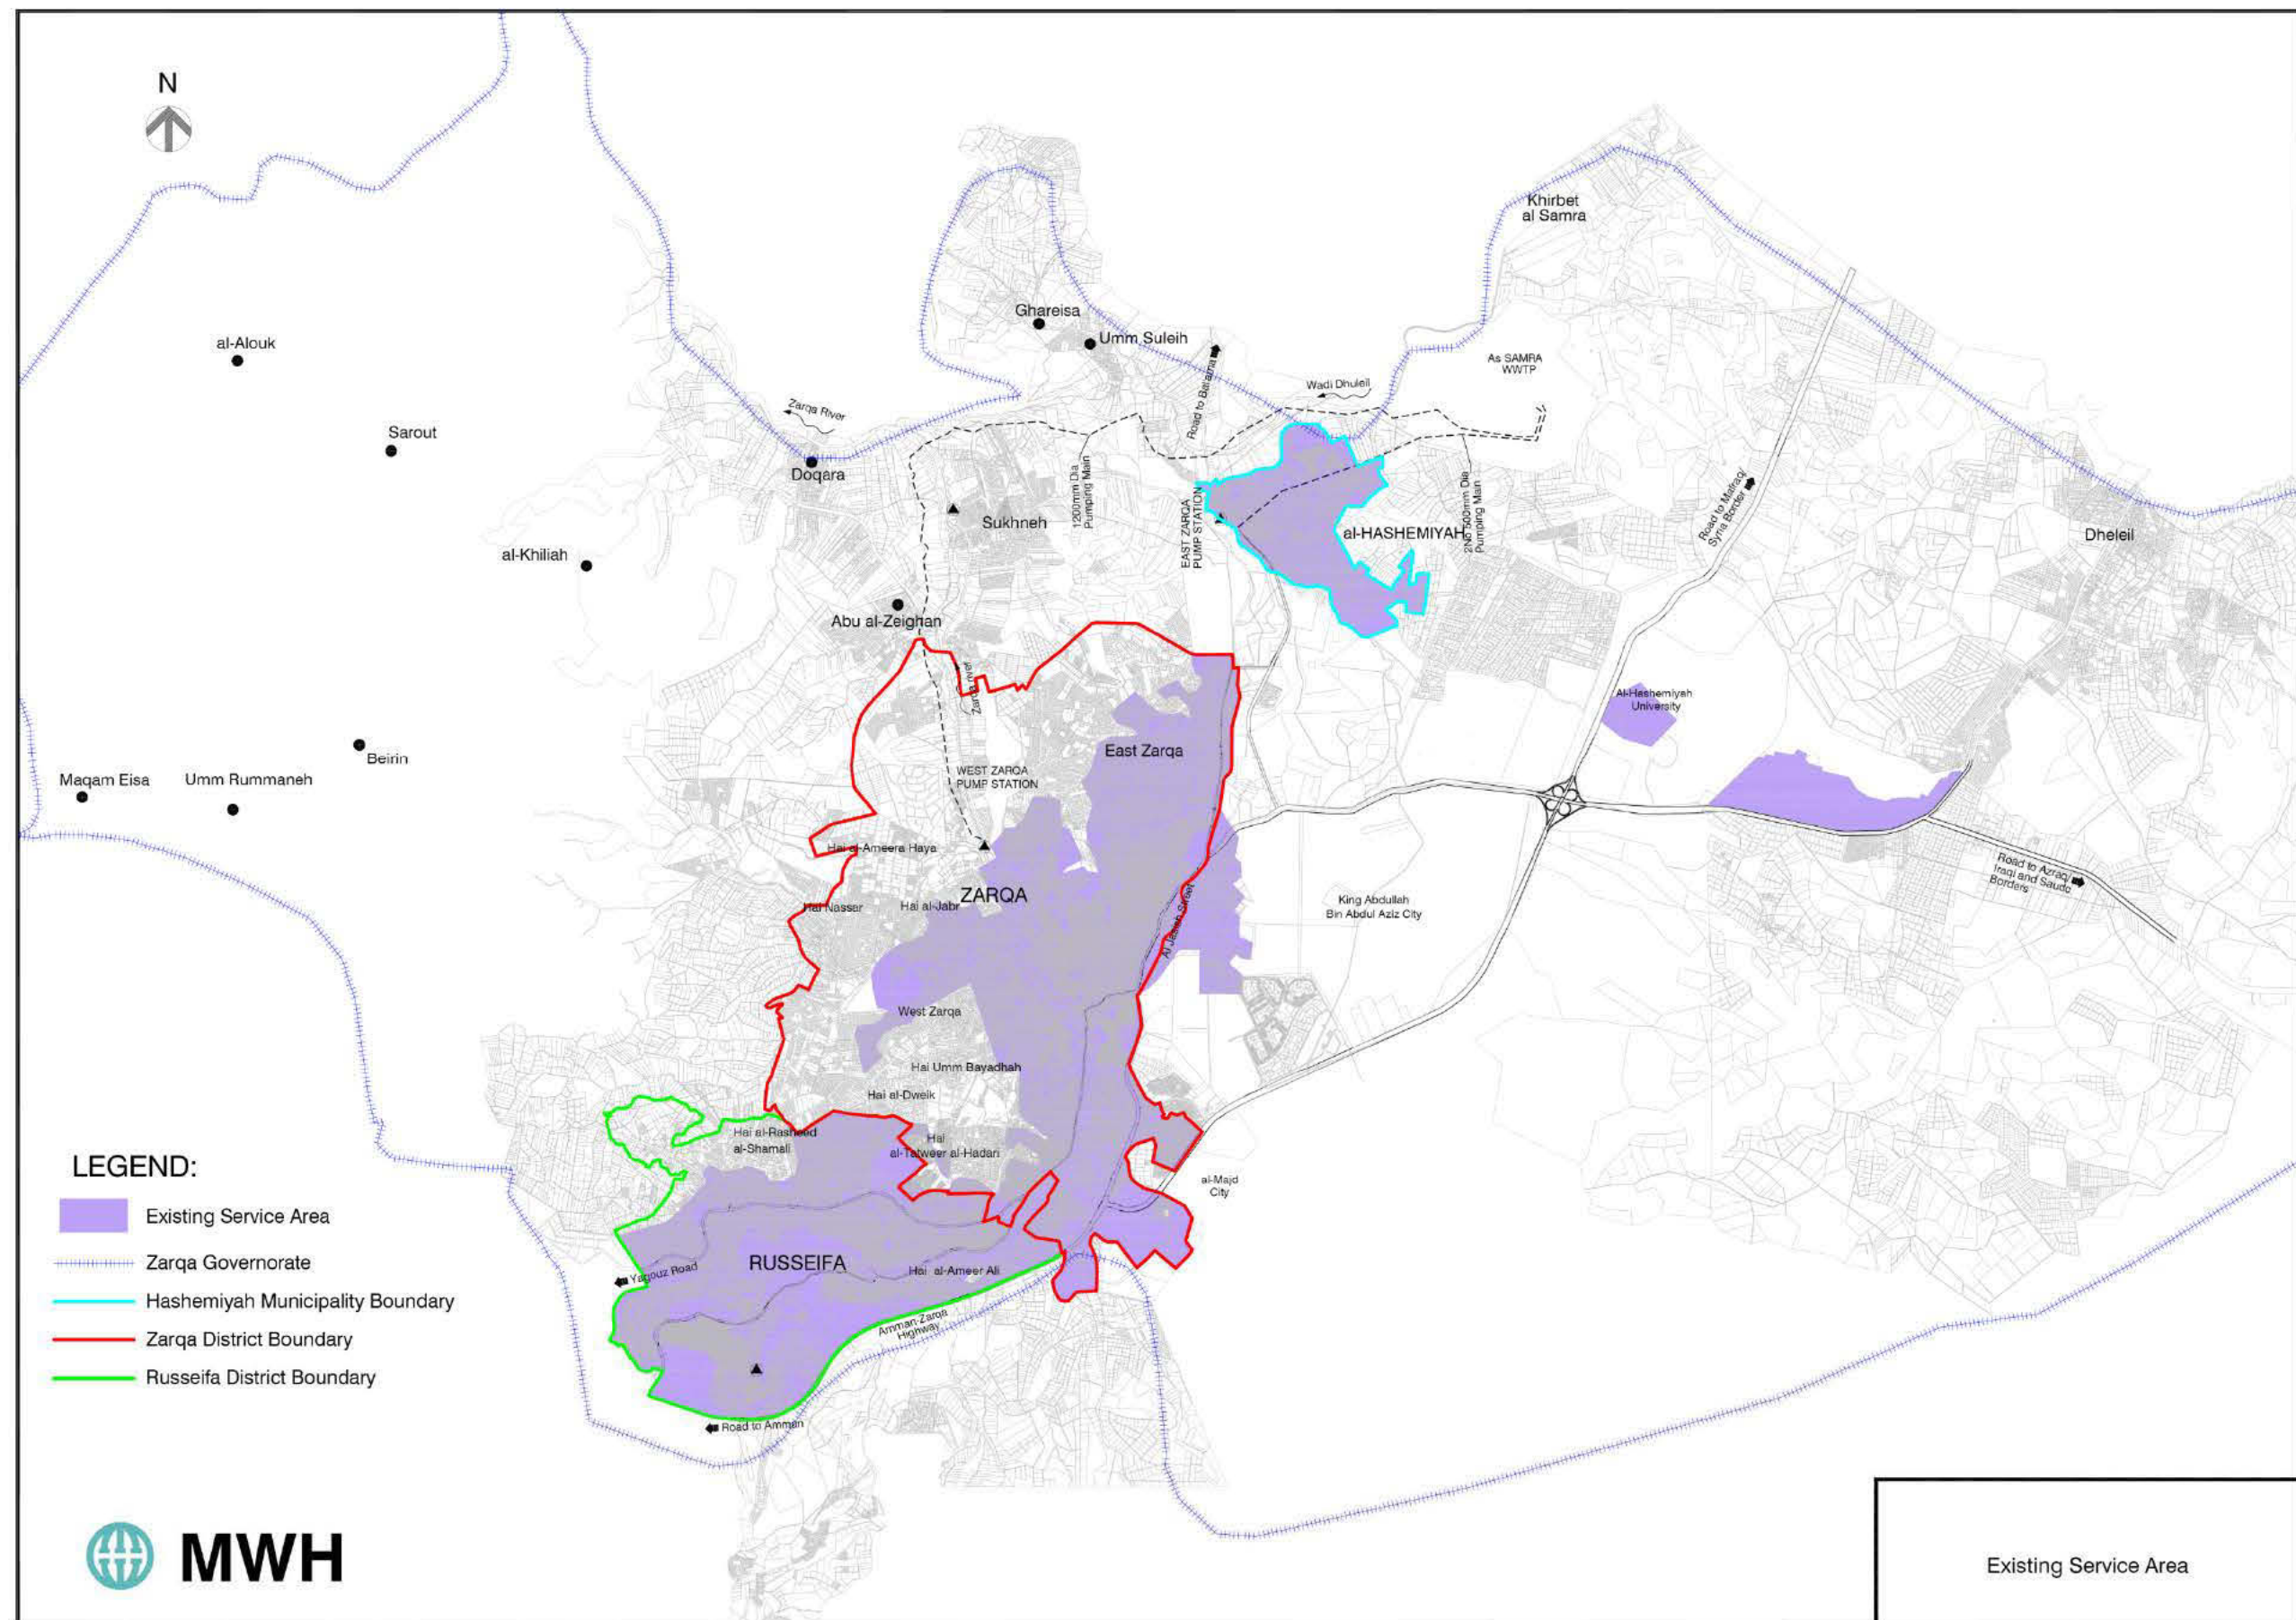 N
Khirbet
al Samra
Ghareisa
Umm Suleih
al-Alouk
As SAMRA
WWTP
Road to Balama
Wadi Dhuleil
Zarqa River
Sarout
Doqara
Sukhneh
1200mm Dia
Pumping Main
EAST ZARQA
PUMP STATION
al-HASHEMIYAH
2No 500mm Dia
Pumping Main
Road to Mafraq/
Syria Border
Dheleil
al-Khiliah
Abu al-Zeighan
Zarqa river
Al-Hashemiyah
University
East Zarqa
Beirin
Maqam Eisa
Umm Rummaneh
WEST ZARQA
PUMP STATION
Hai al-Ameera Haya
ZARQA
Hai Nasser
Hai al-Jabr
Al Jaish Street
King Abdullah
Bin Abdul Aziz City
Road to Azraq/
Iraqi and Saudc
Borders
West Zarqa
Hai Umm Bayadhah
Hai al-Dweik
Hai al-Rasheed
al-Shamali
Hai
al-Tatweer al-Hadari
al-Majd
City
RUSSEIFA
Yagouz Road
Hai al-Ameer Ali
Amman-Zarqa
Highway
Road to Amman
LEGEND:
Existing Service Area
Zarqa Governorate
Hashemiyah Municipality Boundary
Zarqa District Boundary
Russeifa District Boundary
MWH
Existing Service Area